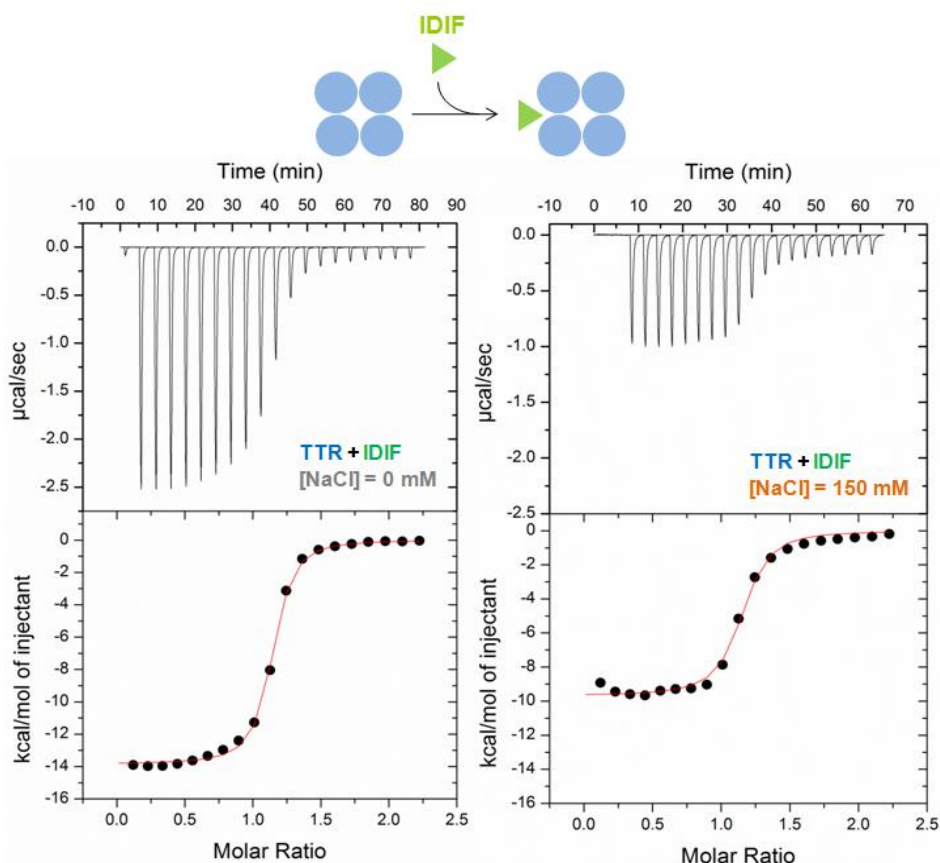 IDIF
Time (min)
-10 0 10 20 30 40 50 60 70 80 90
0.0
-0.5
-1.0
-1.5
-2.0
-2.5
µcal/sec
TTR + IDIF
[NaCl] = 0 mM
0
-2
-4
-6
-8
-10
-12
-14
-16
kcal/mol of injectant
0.0 0.5 1.0 1.5 2.0 2.5
Molar Ratio
Time (min)
-10 0 10 20 30 40 50 60 70
0.0
-0.5
-1.0
-1.5
-2.0
-2.5
µcal/sec
TTR + IDIF
[NaCl] = 150 mM
0
-2
-4
-6
-8
-10
-12
-14
-16
kcal/mol of injectant
0.0 0.5 1.0 1.5 2.0 2.5
Molar Ratio